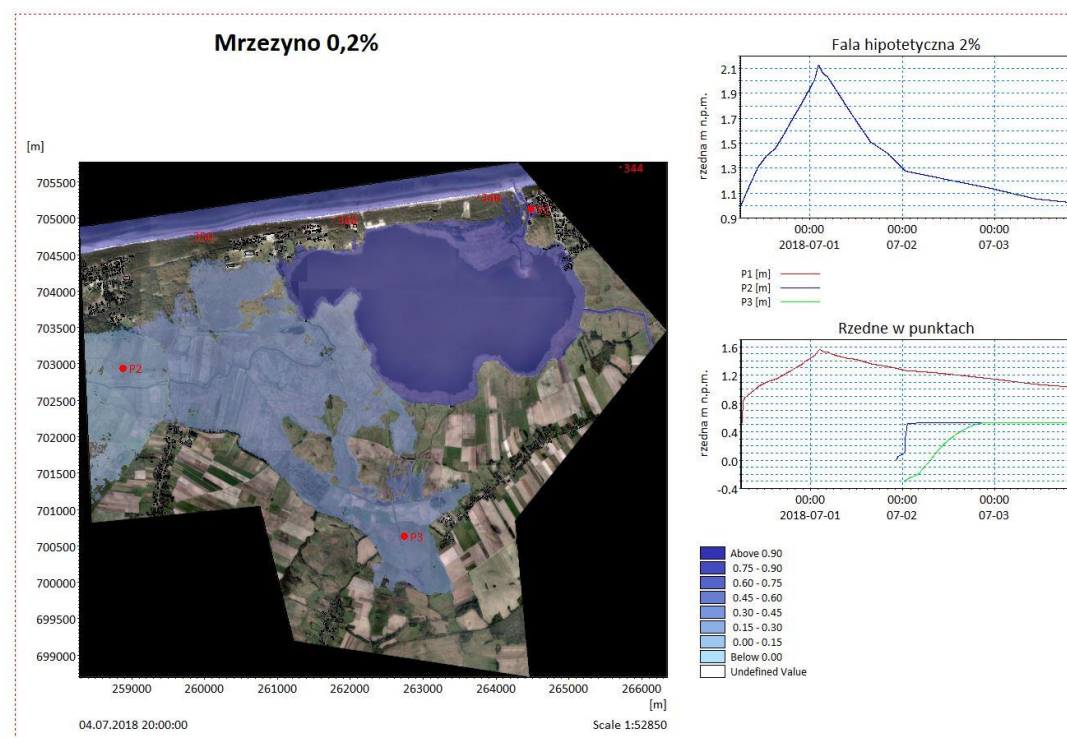 Mrzezyno 0,2%
Fala hipotetyczna 2%
rzedna m n.p.m.
2.1
1.9
1.7
1.5
1.3
1.1
0.9
00:00 00:00 00:00
2018-07-01 07-02 07-03
P1 [m]
P2 [m]
P3 [m]
Rzedne w punktach
rzedna m n.p.m.
1.6
1.2
0.8
0.4
0.0
-0.4
00:00 00:00 00:00
2018-07-01 07-02 07-03
Above 0.90
0.75 - 0.90
0.60 - 0.75
0.45 - 0.60
0.30 - 0.45
0.15 - 0.30
0.00 - 0.15
Below 0.00
Undefined Value
[m]
705500
705000
704500
704000
703500
703000
702500
702000
701500
701000
700500
700000
699500
699000
344
346
P2
P3
259000 260000 261000 262000 263000 264000 265000 266000
[m]
04.07.2018 20:00:00
Scale 1:52850